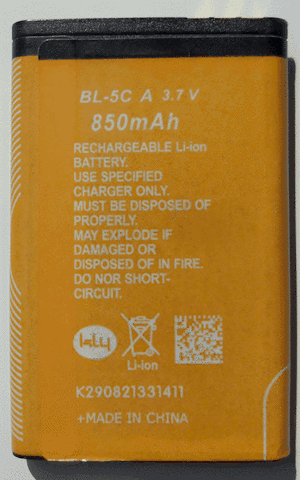 BL-5C A 3.7 V
850mAh
RECHARGEABLE Li-ion
BATTERY.
USE SPECIFIED
CHARGER ONLY.
MUST BE DISPOSED OF
PROPERLY.
MAY EXPLODE IF
DAMAGED OR
DISPOSED OF IN FIRE.
DO NOR SHORT-
CIRCUIT.
Li-ion
K290821331411
+MADE IN CHINA